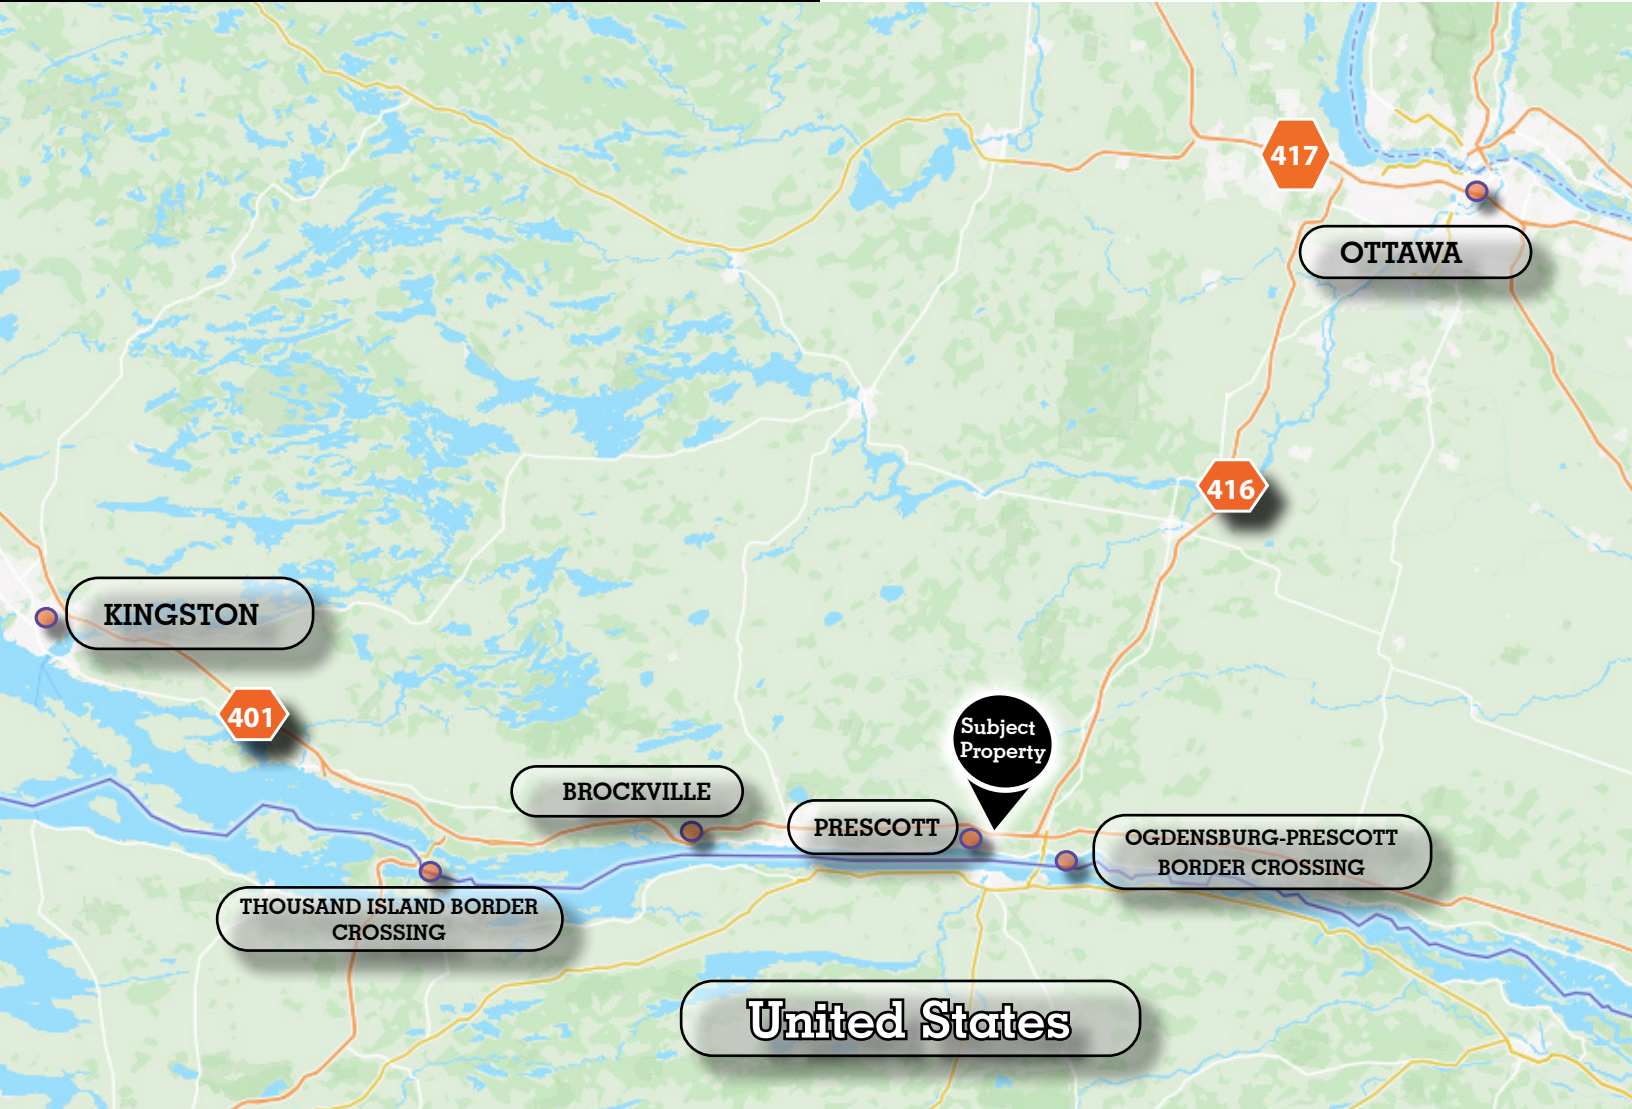 417
OTTAWA
416
KINGSTON
401
Subject
Property
BROCKVILLE
PRESCOTT
OGDENSBURG-PRESCOTT
BORDER CROSSING
THOUSAND ISLAND BORDER
CROSSING
United States